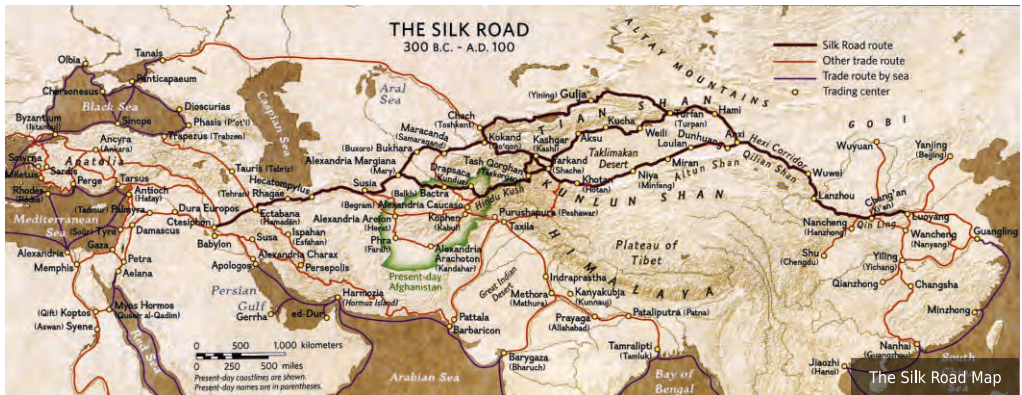 THE SILK ROAD
300 B.C. - A.D. 100
Silk Road route
Other trade route
Trade route by sea
Trading center
ALTAY MOUNTAINS
TIAN SHAN
GOBI
Aral
Sea
Caspian Sea
Black Sea
Olbia
Tanais
Chersonesus
Panticapaeum
Dioscurias
Phasis (P'ot'i)
Sinope
Trapezus (Trabzon)
Byzantium
(Istanbul)
Ancyra
(Ankara)
Anatolia
Smyrna
Sardis
Miletus
Perge
Tarsus
Rhodes
Antioch
(Hatay)
(Tadmur) Palmyra
Dura Europos
Mediterranean
Sea
(Soûr) Tyre
Damascus
Ctesiphon
Gaza
Babylon
Alexandria
Memphis
Petra
Aelana
Myos Hormos
(Quseir al-Qadim)
(Qift) Koptos
(Aswan) Syene
Red Sea
Tauris (Tabriz)
Hecatompylus
(Tehran) Rhagae
Ectabana
(Hamadan)
Susa
Ispahan
(Esfahan)
Alexandria Charax
Apologos
Persepolis
Persian
Gulf
Gerrha
ed-Dur
Harmozia
(Hormuz Island)
Chach
(Toshkent)
Maracanda
(Samarqand)
(Buxoro) Bukhara
Alexandria Margiana
(Mary)
Susia
Kokand
(Qo'qon)
Kashgar
(Kashi)
Tash Qorghan
(Taxkorgan)
Drapsaca
(Kunduz)
(Balkh) Bactra
Hindu Kush
(Begram) Alexandria Caucaso
Alexandria Areion
(Herat)
Kophen
(Kabul)
Phra
(Farah)
Alexandria
Arachoton
(Kandahar)
Present-day
Afghanistan
Purushapura (Peshawar)
Taxila
(Yining) Gulja
Aksu
Kucha
Yarkand
(Shache)
Taklimakan
Desert
Khotan
(Hotan)
Niya
(Minfeng)
Weili
Loulan
Miran
Turfan
(Turpan)
Hami
Dunhuang
Anxi
Hexi Corridor
Altun Shan
Qilian Shan
KUNLUN SHAN
HIMALAYA
Plateau of
Tibet
Great Indian
Desert
Indraprastha
Methora
(Mathura)
Kanyakubja
(Kunnauj)
Prayaga
(Allahabad)
Pataliputra (Patna)
Tamralipti
(Tamluk)
Pattala
Barbaricon
Barygaza
(Bharuch)
Arabian Sea
Bay of
Bengal
Wuyuan
Yanjing
(Beijing)
Wuwei
Lanzhou
Chang'an
(Xi'an)
Nancheng
(Hanzhong)
Qin Ling
Luoyang
Wancheng
(Nanyang)
Guangling
Shu
(Chengdu)
Yiling
(Yichang)
Qianzhong
Changsha
Minzhong
Nanhai
(Guangzhou)
Jiaozhi
(Hanoi)
South
0 500 1,000 kilometers
0 250 500 miles
Present-day coastlines are shown.
Present-day names are in parentheses.
The Silk Road Map